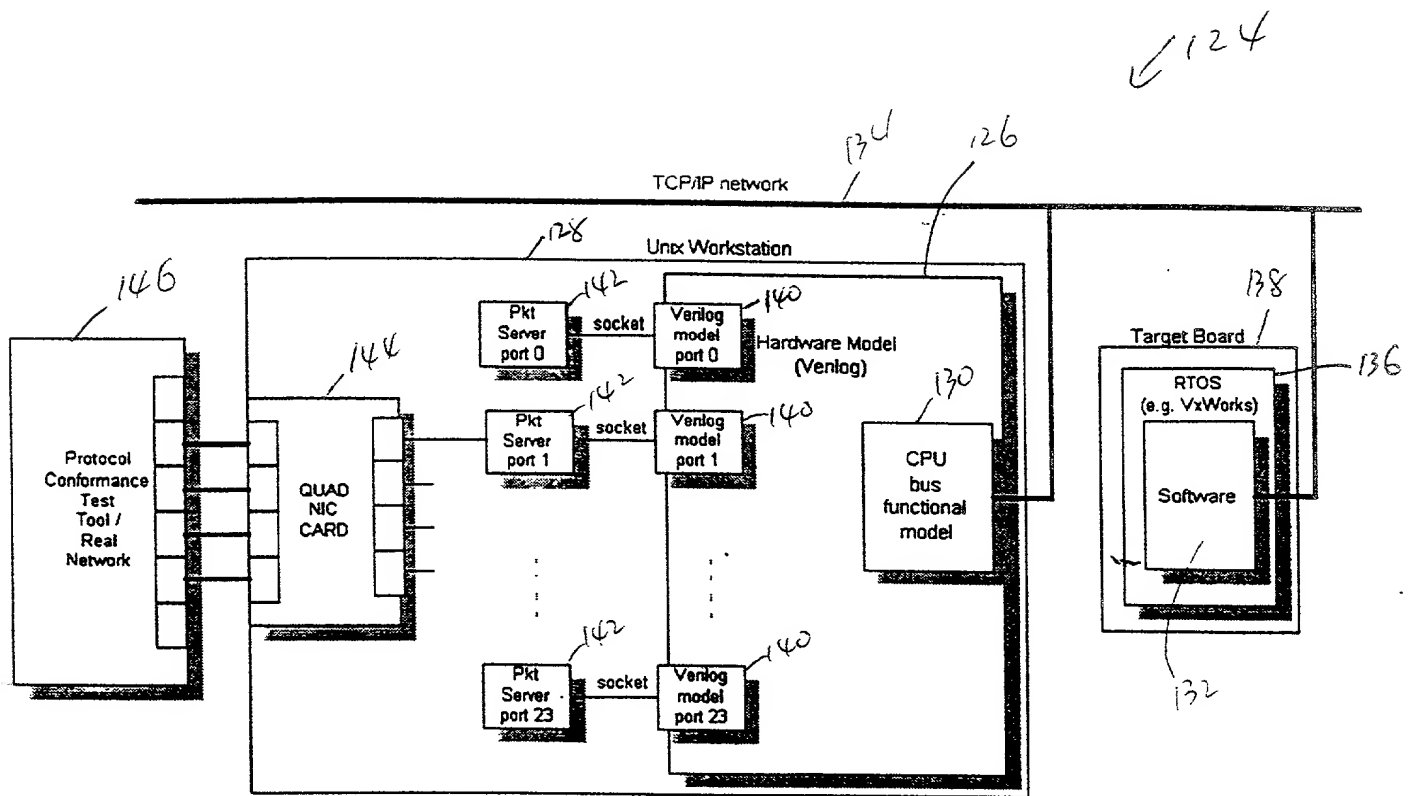 124
134
126
TCP/IP network
128
Unix Workstation
146
142
140
138
Pkt
Server
port 0
socket
Verilog
model
port 0
Hardware Model
(Verilog)
Target Board
136
144
142
140
130
RTOS
(e.g. VxWorks)
Pkt
Server
port 1
socket
Verilog
model
port 1
Protocol
Conformance
Test
Tool /
Real
Network
QUAD
NIC
CARD
CPU
bus
functional
model
Software
142
140
132
Pkt
Server
port 23
socket
Verilog
model
port 23